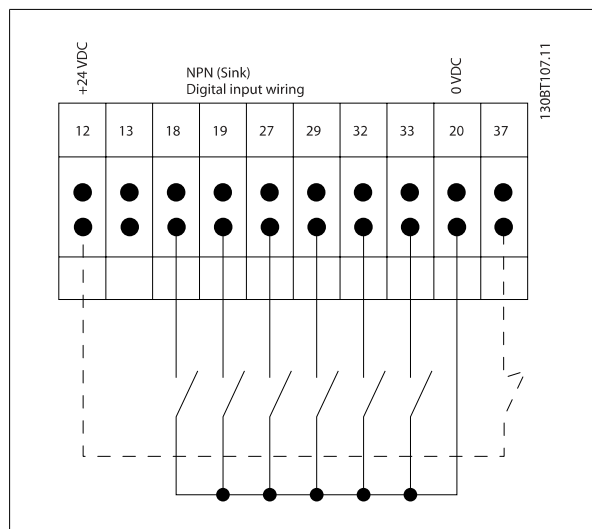 +24 VDC
NPN (Sink)
Digital input wiring
0 VDC
130BT107.11
12 13 18 19 27 29 32 33 20 37